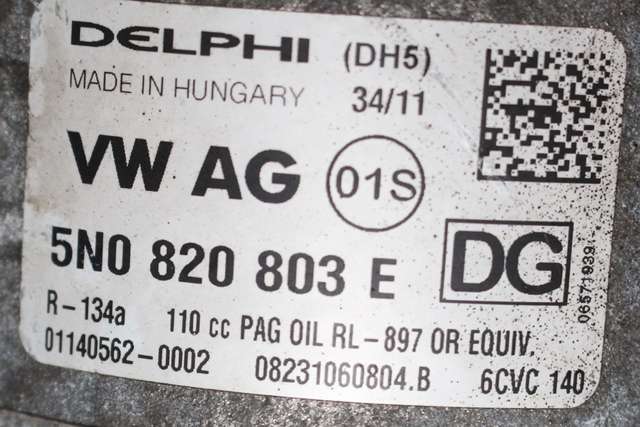 DELPHI (DH5)
MADE IN HUNGARY 34/11
VW AG 01S
5N0 820 803 E DG
R-134a 110 cc PAG OIL RL-897 OR EQUIV.
01140562-0002 08231060804.B 6CVC 140
06571939